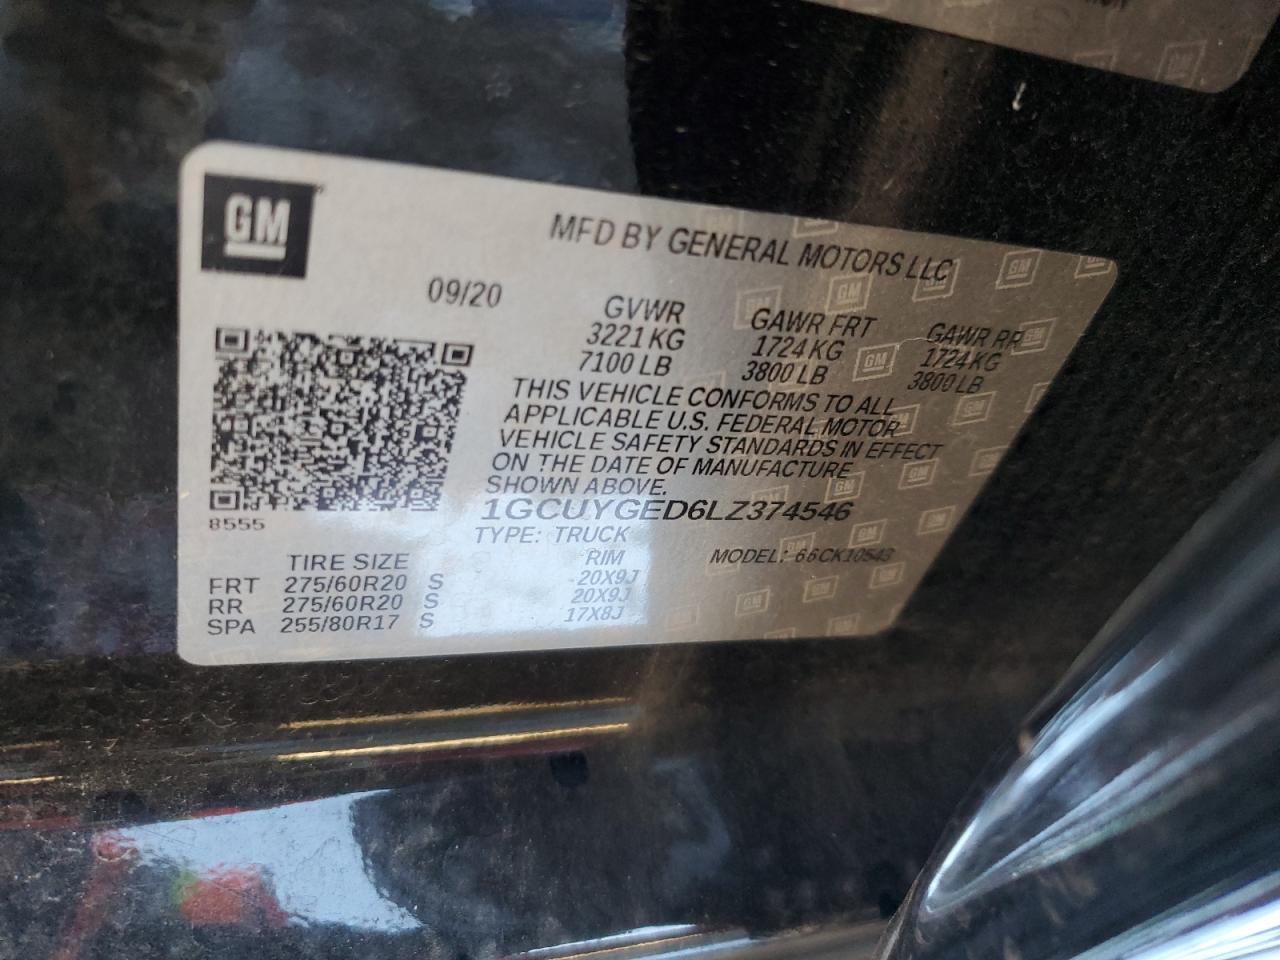 GM
MFD BY GENERAL MOTORS LLC
09/20
GVWR GAWR FRT GAWR RR
3221 KG 1724 KG 1724 KG
7100 LB 3800 LB 3800 LB
THIS VEHICLE CONFORMS TO ALL
APPLICABLE U.S. FEDERAL MOTOR
VEHICLE SAFETY STANDARDS IN EFFECT
ON THE DATE OF MANUFACTURE
SHOWN ABOVE.
1GCUYGED6LZ374546
8555
TYPE: TRUCK
MODEL: 66CK10543
TIRE SIZE RIM
FRT 275/60R20 S 20X9J
RR 275/60R20 S 20X9J
SPA 255/80R17 S 17X8J